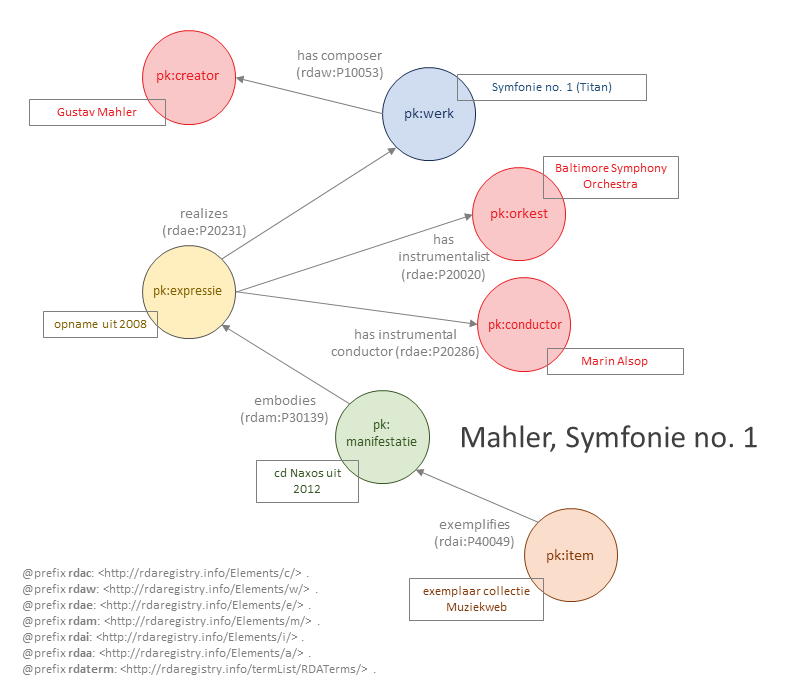 has composer
(rdaw:P10053)
pk:creator
Gustav Mahler
pk:werk
Symfonie no. 1 (Titan)
Baltimore Symphony
Orchestra
pk:orkest
realizes
(rdae:P20231)
has
instrumentalist
(rdae:P20020)
pk:expressie
opname uit 2008
pk:conductor
has instrumental
conductor (rdae:P20286)
Marin Alsop
embodies
(rdam:P30139)
pk:
manifestatie
Mahler, Symfonie no. 1
cd Naxos uit
2012
exemplifies
(rdai:P40049)
pk:item
exemplaar collectie
Muziekweb
@prefix rdac: <http://rdaregistry.info/Elements/c/> .
@prefix rdaw: <http://rdaregistry.info/Elements/w/> .
@prefix rdae: <http://rdaregistry.info/Elements/e/> .
@prefix rdam: <http://rdaregistry.info/Elements/m/> .
@prefix rdai: <http://rdaregistry.info/Elements/i/> .
@prefix rdaa: <http://rdaregistry.info/Elements/a/> .
@prefix rdaterm: <http://rdaregistry.info/termList/RDATerms/> .